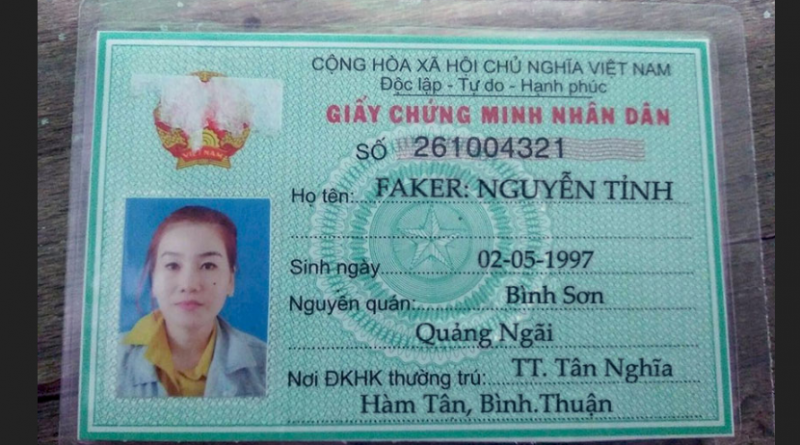 CỘNG HÒA XÃ HỘI CHỦ NGHĨA VIỆT NAM
Độc lập - Tự do - Hạnh phúc
GIẤY CHỨNG MINH NHÂN DÂN
SỐ 261004321
Họ tên: FAKER: NGUYỄN TỈNH
Sinh ngày 02-05-1997
Nguyên quán: Bình Sơn
Quảng Ngãi
Nơi ĐKHK thường trú: TT. Tân Nghĩa
Hàm Tân, Bình.Thuận
VIỆT NAM